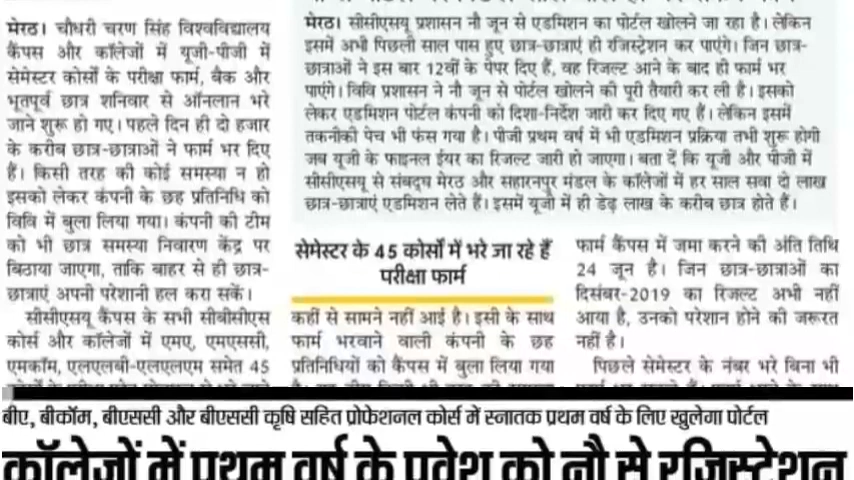 मेरठ। चौधरी चरण सिंह विश्वविद्यालय
कैंपस और कॉलेजों में यूजी-पीजी में
सेमेस्टर कोर्सों के परीक्षा फार्म, बैक और
भूतपूर्व छात्र शनिवार से ऑनलान भरे
जाने शुरू हो गए। पहले दिन ही दो हजार
के करीब छात्र-छात्राओं ने फार्म भर दिए
हैं। किसी तरह की कोई समस्या न हो
इसको लेकर कंपनी के छह प्रतिनिधि को
विवि में बुला लिया गया। कंपनी की टीम
को भी छात्र समस्या निवारण केंद्र पर
बिठाया जाएगा, ताकि बाहर से ही छात्र-
छात्राएं अपनी परेशानी हल करा सकें।
सीसीएसयू कैंपस के सभी सीबीसीएस
कोर्स और कॉलेजों में एमए, एमएससी,
एमकॉम, एलएलबी-एलएलएम समेत 45
मेरठ। सीसीएसयू प्रशासन नौ जून से एडमिशन का पोर्टल खोलने जा रहा है। लेकिन
इसमें अभी पिछली साल पास हुए छात्र-छात्राएं ही रजिस्ट्रेशन कर पाएंगे। जिन छात्र-
छात्राओं ने इस बार 12वीं के पेपर दिए हैं, वह रिजल्ट आने के बाद ही फार्म भर
पाएंगे। विवि प्रशासन ने नौ जून से पोर्टल खोलने की पूरी तैयारी कर ली है। इसको
लेकर एडमिशन पोर्टल कंपनी को दिशा-निर्देश जारी कर दिए गए हैं। लेकिन इसमें
तकनीकी पेच भी फंस गया है। पीजी प्रथम वर्ष में भी एडमिशन प्रक्रिया तभी शुरू होगी
जब यूजी के फाइनल ईयर का रिजल्ट जारी हो जाएगा। बता दें कि यूजी और पीजी में
सीसीएसयू से संबद्घ मेरठ और सहारनपुर मंडल के कॉलेजों में हर साल सवा दो लाख
छात्र-छात्राएं एडमिशन लेते हैं। इसमें यूजी में ही डेढ़ लाख के करीब छात्र होते हैं।
सेमेस्टर के 45 कोर्सों में भरे जा रहे हैं
परीक्षा फार्म
कहीं से सामने नहीं आई है। इसी के साथ
फार्म भरवाने वाली कंपनी के छह
प्रतिनिधियों को कैंपस में बुला लिया गया
फार्म कैंपस में जमा करने की अंति तिथि
24 जून है। जिन छात्र-छात्राओं का
दिसंबर-2019 का रिजल्ट अभी नहीं
आया है, उनको परेशान होने की जरूरत
नहीं है।
पिछले सेमेस्टर के नंबर भरे बिना भी
बीए, बीकॉम, बीएससी और बीएससी कृषि सहित प्रोफेशनल कोर्स में स्नातक प्रथम वर्ष के लिए खुलेगा पोर्टल
कॉलेजों में प्रथम वर्ष के प्रवेश को नौ से रजिस्ट्रेशन